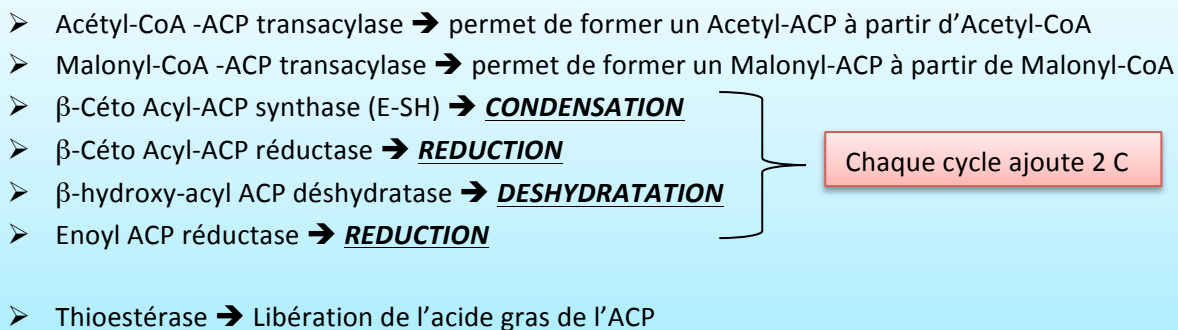 ➢ Acétyl-CoA -ACP transacylase ➔ permet de former un Acetyl-ACP à partir d’Acetyl-CoA
➢ Malonyl-CoA -ACP transacylase ➔ permet de former un Malonyl-ACP à partir de Malonyl-CoA
➢ β-Céto Acyl-ACP synthase (E-SH) ➔ CONDENSATION
➢ β-Céto Acyl-ACP réductase ➔ REDUCTION
Chaque cycle ajoute 2 C
➢ β-hydroxy-acyl ACP déshydratase ➔ DESHYDRATATION
➢ Enoyl ACP réductase ➔ REDUCTION
➢ Thioestérase ➔ Libération de l’acide gras de l’ACP